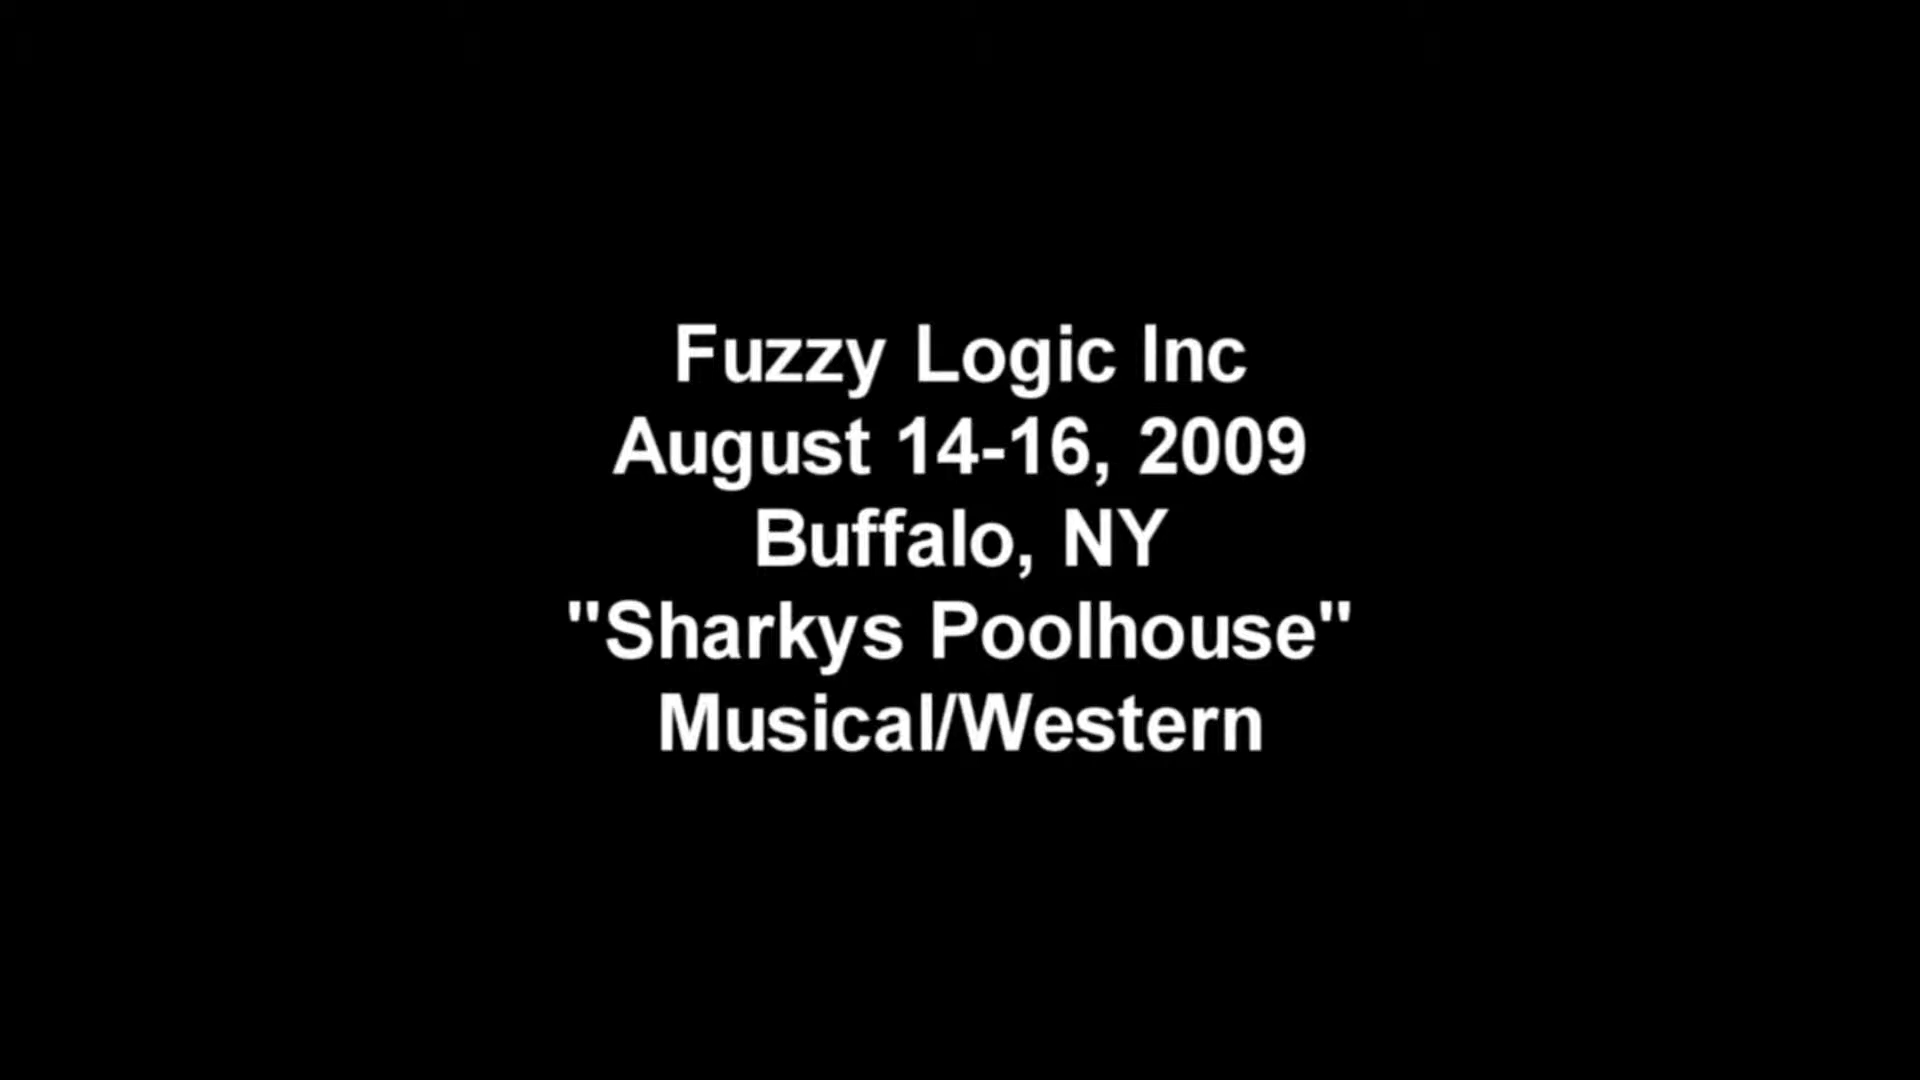 Fuzzy Logic Inc
August 14-16, 2009
Buffalo, NY
"Sharkys Poolhouse"
Musical/Western